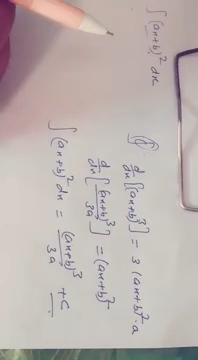 ∫ (ax+b)² dx
Q d/dx [(ax+b)³] = 3 (ax+b)² · a
d/dx [(ax+b)³/3a] = (ax+b)²
∫ (ax+b)² dx = (ax+b)³/3a + C